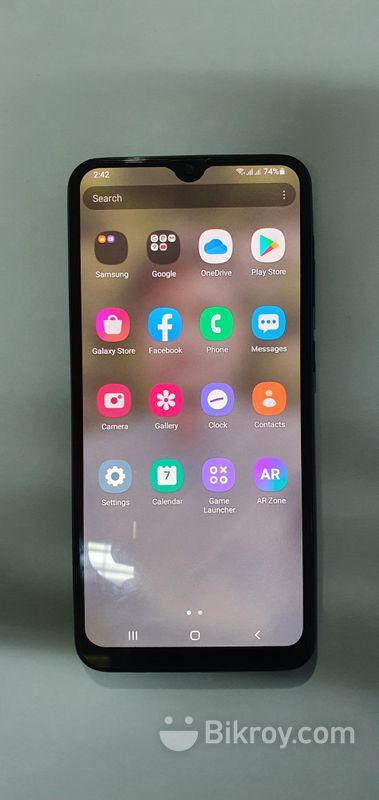 2:42
74%
Search
Samsung
Google
OneDrive
Play Store
Galaxy Store
Facebook
Phone
Messages
Camera
Gallery
Clock
Contacts
7
AR
Settings
Calendar
Game
Launcher
AR Zone
Bikroy.com